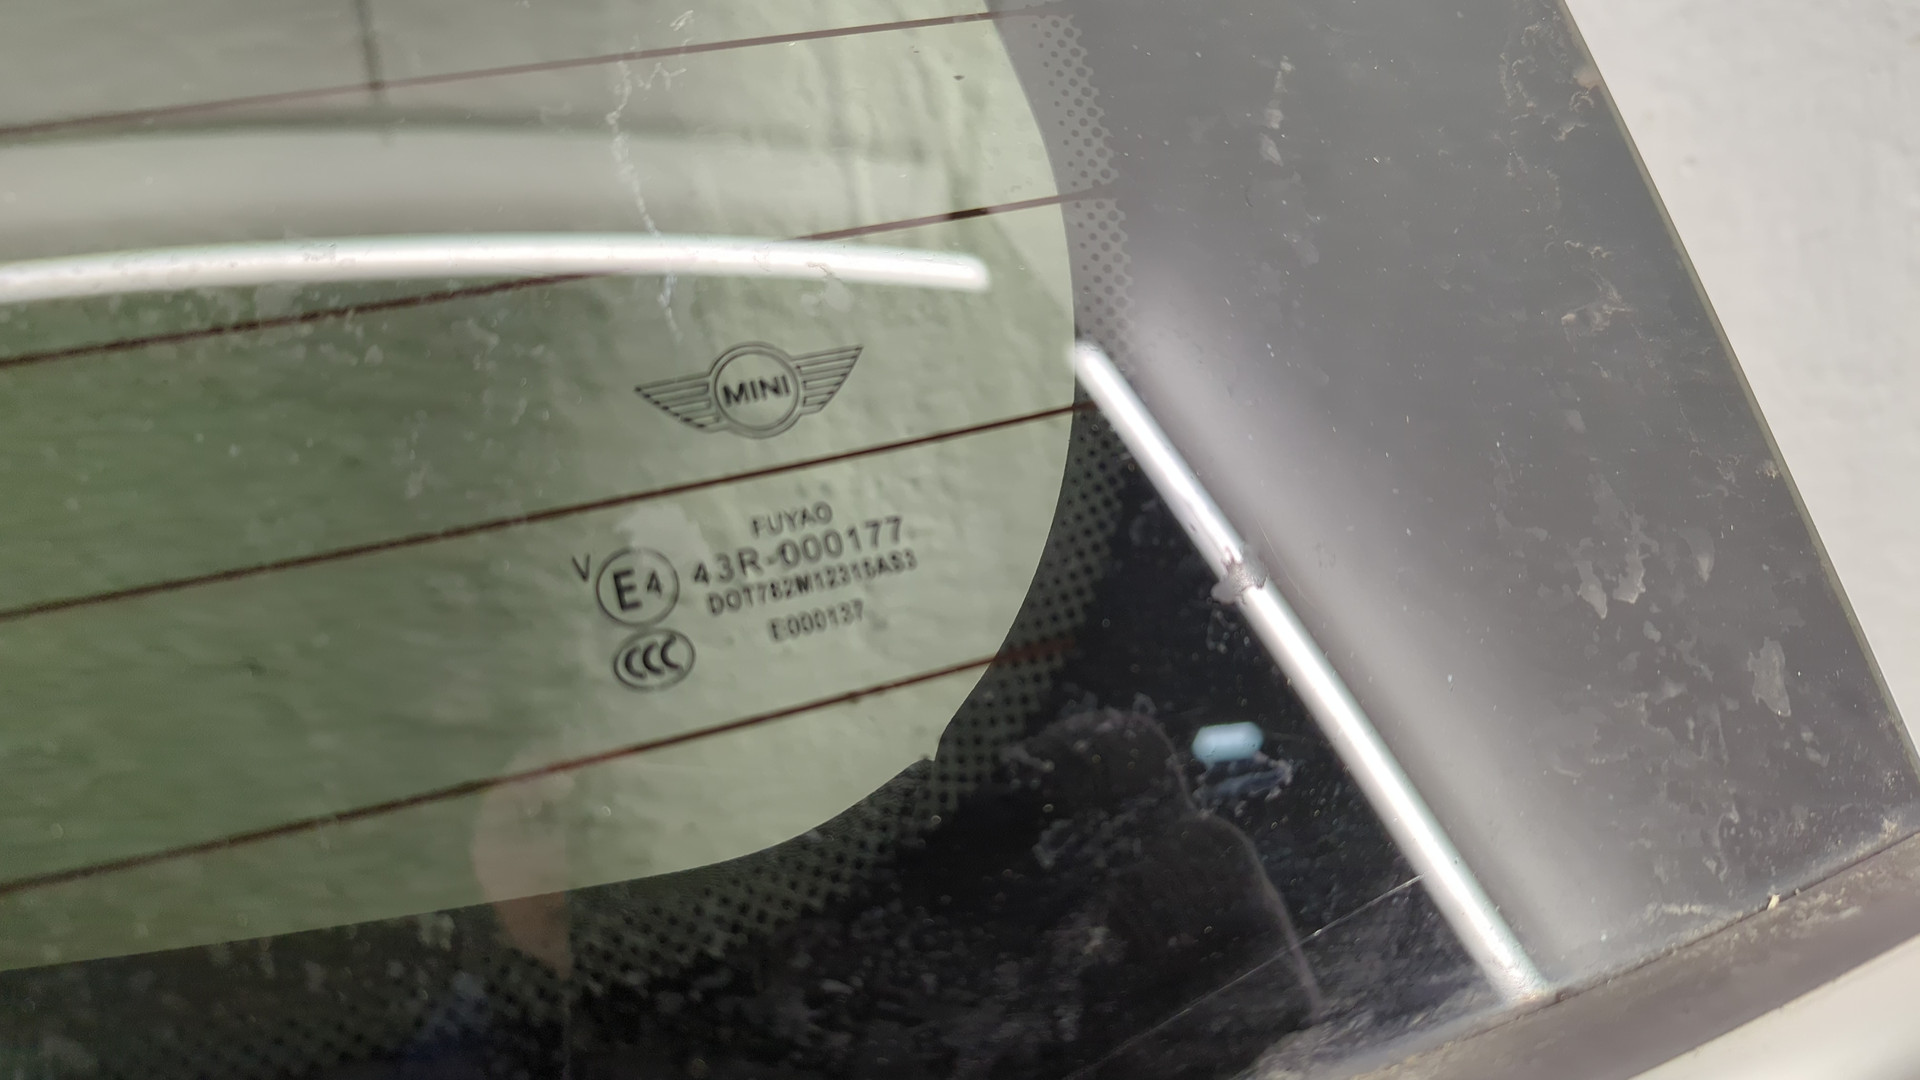 MINI
FUYAO
V E4 43R-000177
DOT782M12315AS3
E000137
CCC